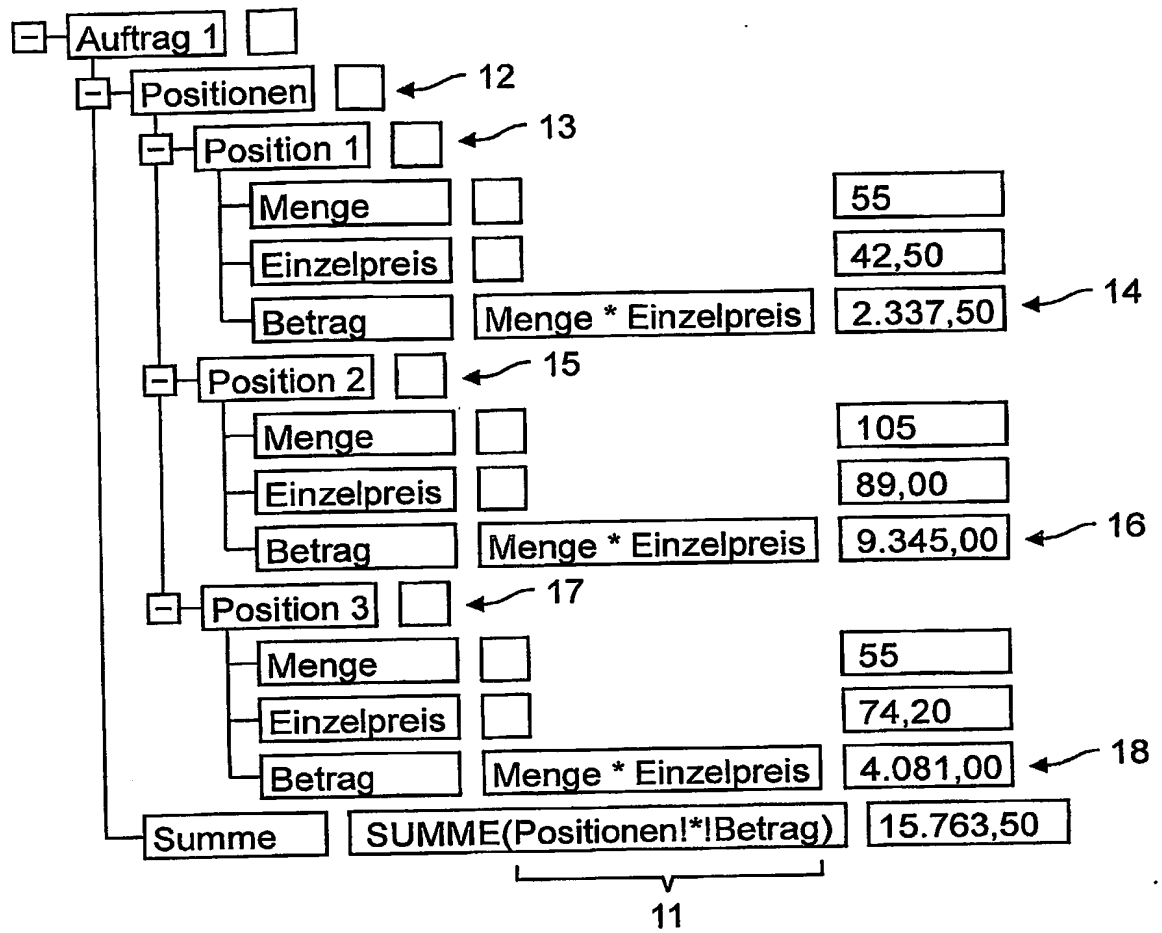 Auftrag 1
Positionen 12
Position 1 13
Menge 55
Einzelpreis 42,50
Betrag Menge * Einzelpreis 2.337,50 14
Position 2 15
Menge 105
Einzelpreis 89,00
Betrag Menge * Einzelpreis 9.345,00 16
Position 3 17
Menge 55
Einzelpreis 74,20
Betrag Menge * Einzelpreis 4.081,00 18
Summe SUMME(Positionen!*!Betrag) 15.763,50
11